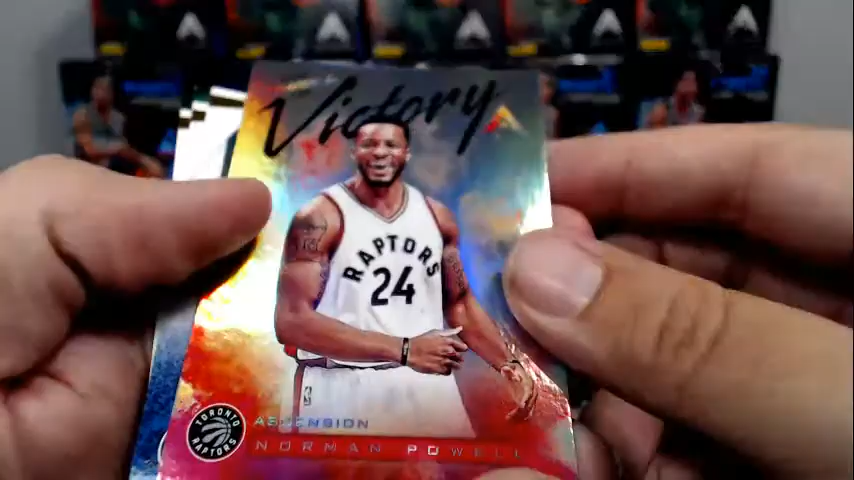 Victory
RAPTORS
24
TORONTO
RAPTORS
ASCENSION
NORMAN POWELL